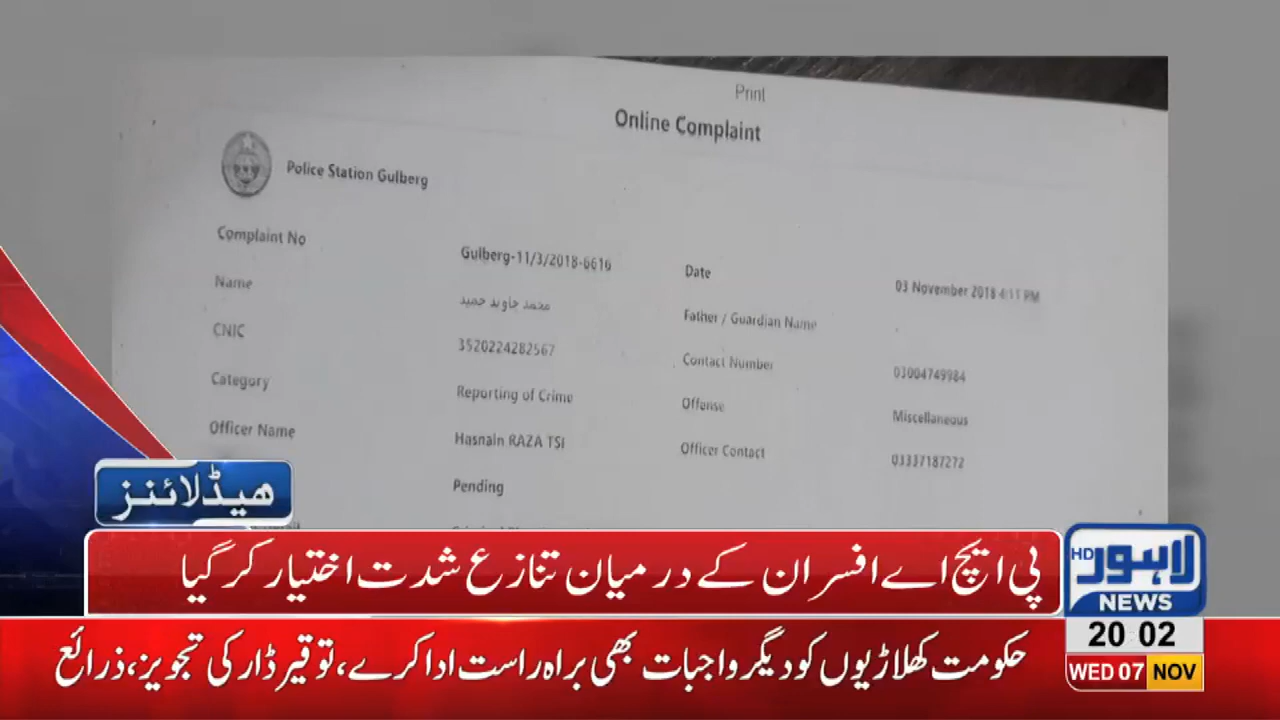 Print
Online Complaint
Police Station Gulberg
Complaint No Gulberg-11/3/2018-6616 Date 03 November 2018 4:11 PM
Name محمد جاوید حمید Father / Guardian Name
CNIC 3520224282567 Contact Number 03004749984
Category Reporting of Crime Offense Miscellaneous
Officer Name Hasnain RAZA TSI Officer Contact 03337187272
Pending
ھیڈلائنز
پی ایچ اے افسران کے درمیان تنازع شدت اختیار کر گیا
HD لاہور
NEWS
حکومت کھلاڑیوں کو دیگر واجبات بھی براہ راست ادا کرے، توقیر ڈار کی تجویز، ذرائع
20 02
WED 07 NOV